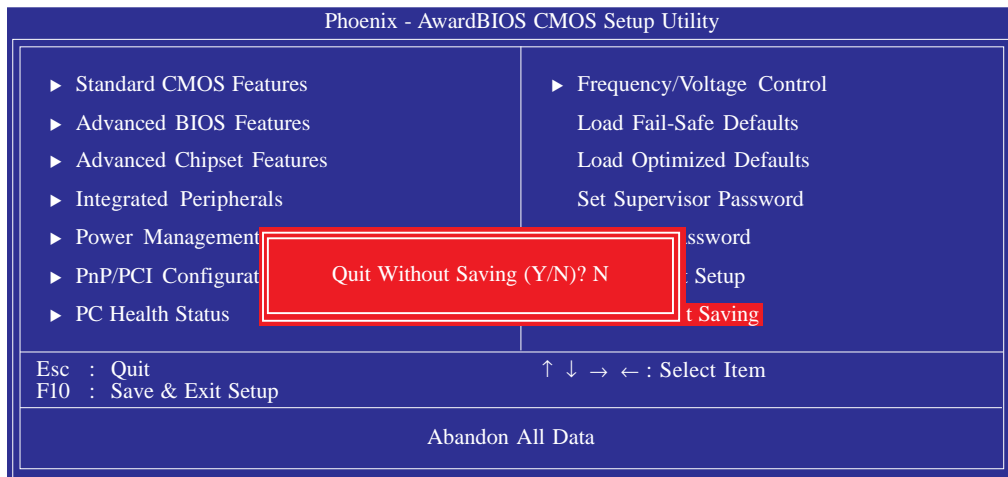 Phoenix - AwardBIOS CMOS Setup Utility
▶ Standard CMOS Features
▶ Advanced BIOS Features
▶ Advanced Chipset Features
▶ Integrated Peripherals
▶ Power Management
▶ PnP/PCI Configurat
▶ PC Health Status
▶ Frequency/Voltage Control
Load Fail-Safe Defaults
Load Optimized Defaults
Set Supervisor Password
ssword
Setup
t Saving
Quit Without Saving (Y/N)? N
Esc : Quit
F10 : Save & Exit Setup
↑ ↓ → ← : Select Item
Abandon All Data